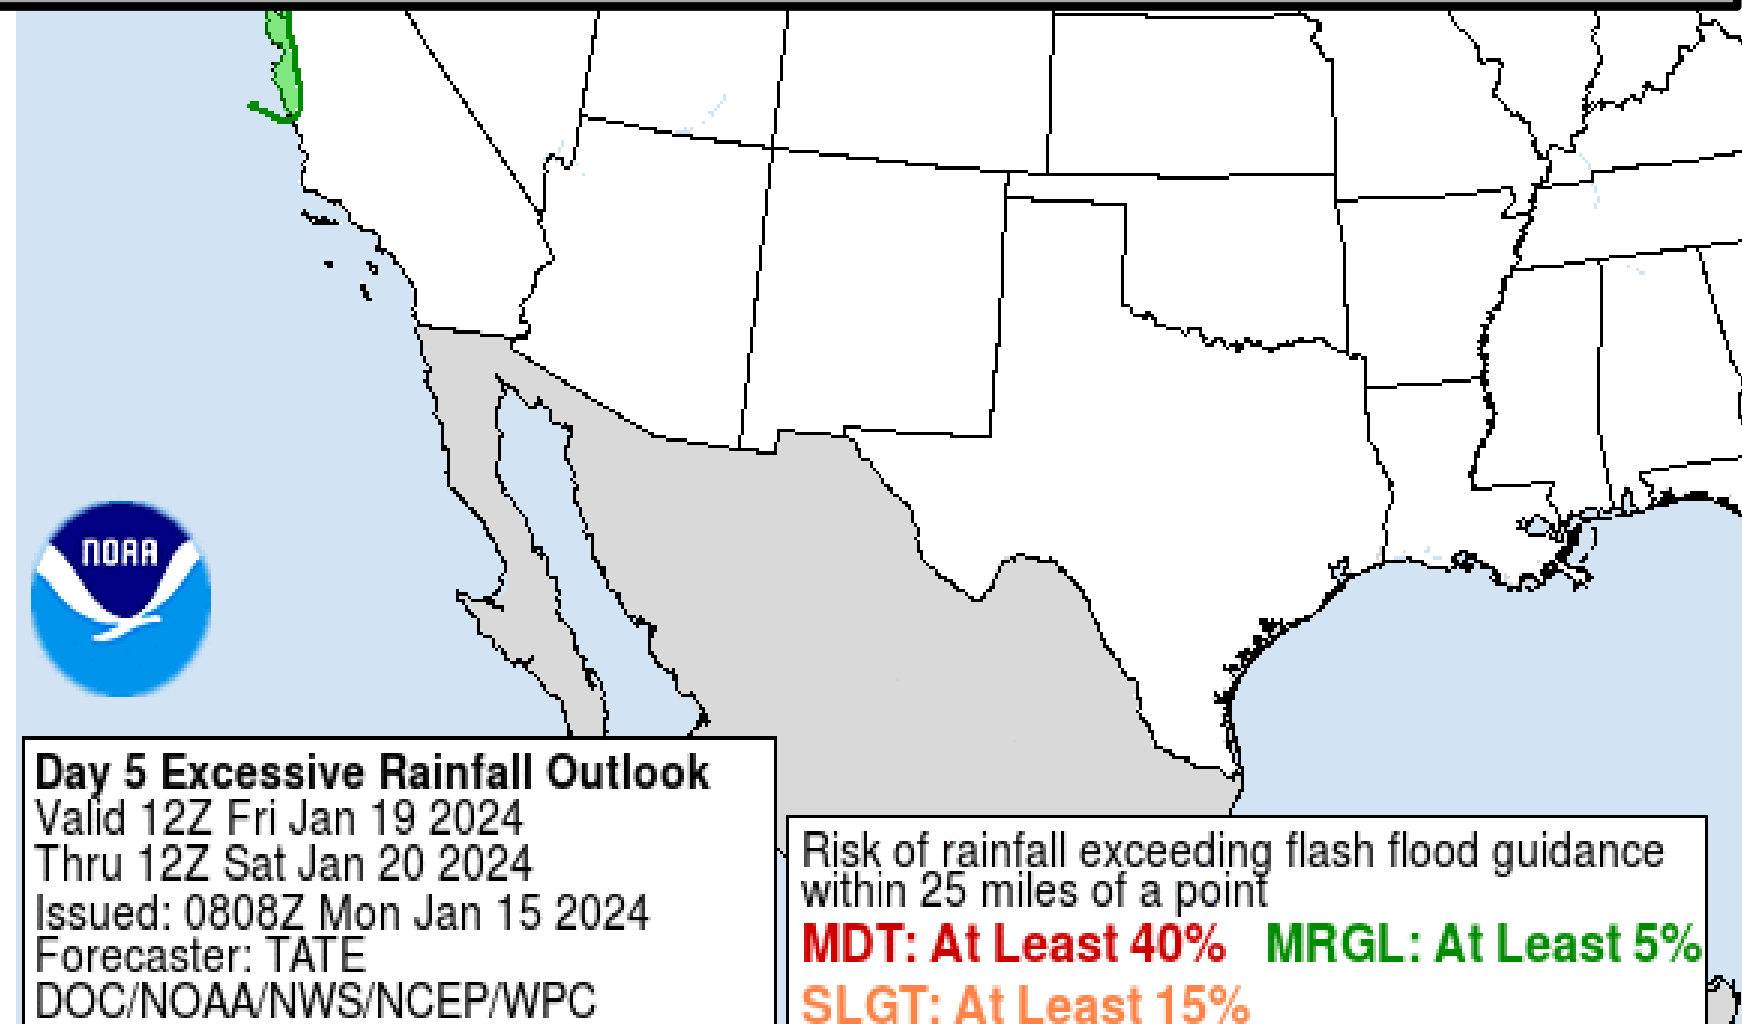 NOAA
Day 5 Excessive Rainfall Outlook
Valid 12Z Fri Jan 19 2024
Thru 12Z Sat Jan 20 2024
Issued: 0808Z Mon Jan 15 2024
Forecaster: TATE
DOC/NOAA/NWS/NCEP/WPC
Risk of rainfall exceeding flash flood guidance
within 25 miles of a point
MDT: At Least 40% MRGL: At Least 5%
SLGT: At Least 15%